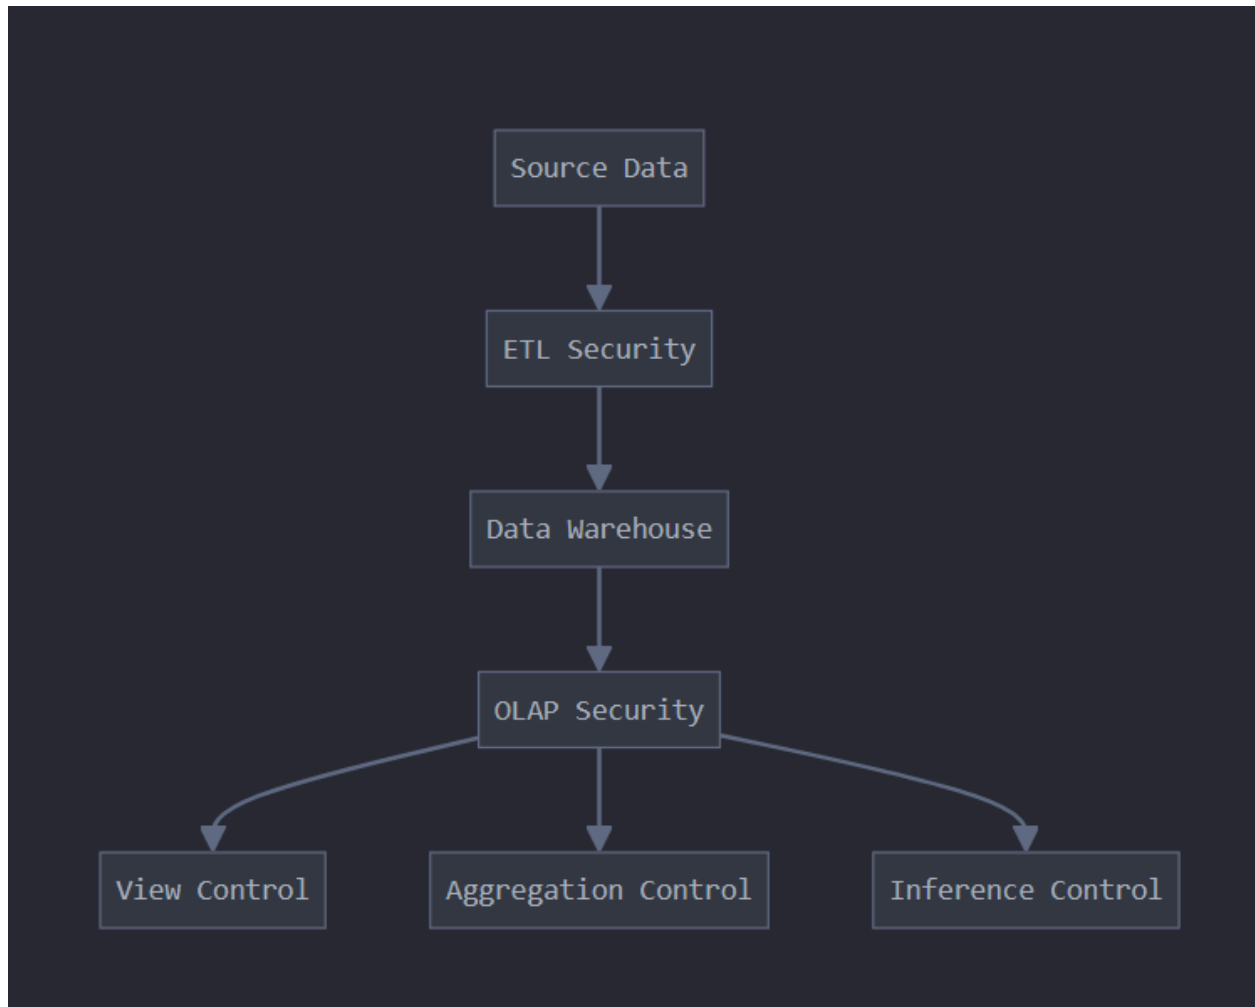 Source Data
ETL Security
Data Warehouse
OLAP Security
View Control
Aggregation Control
Inference Control